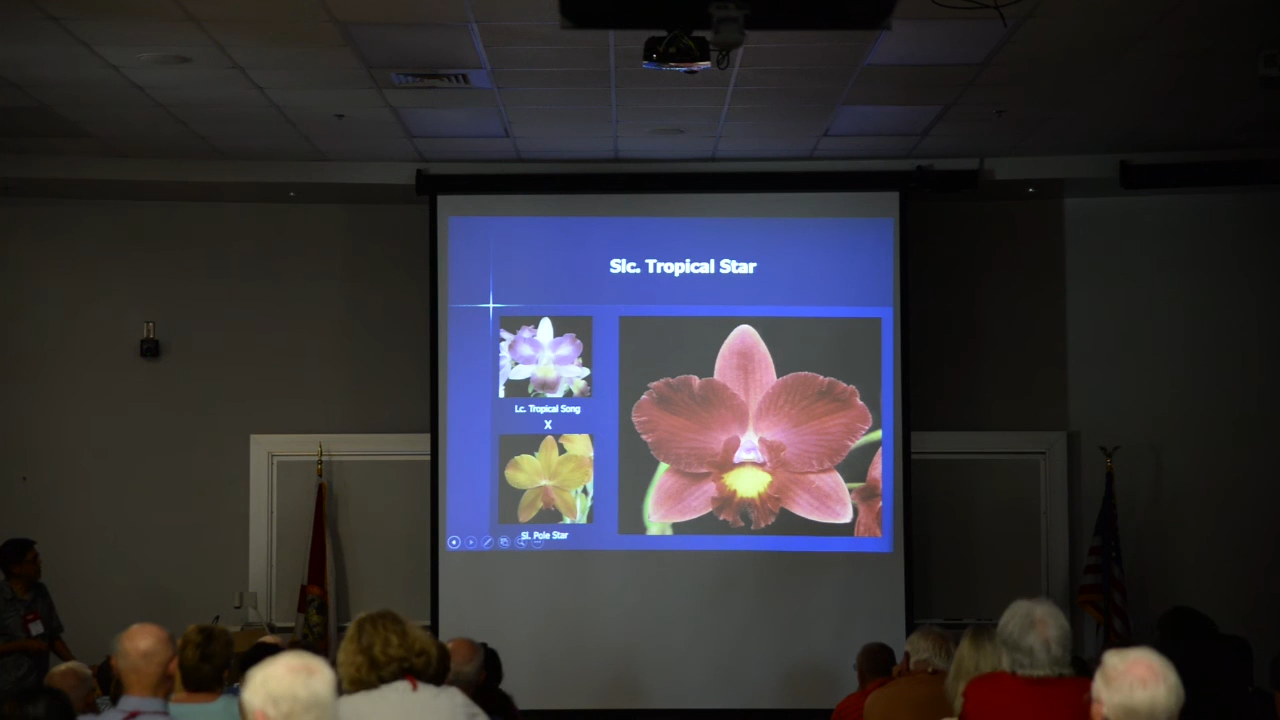 Slc. Tropical Star
Lc. Tropical Song
X
Sl. Pole Star